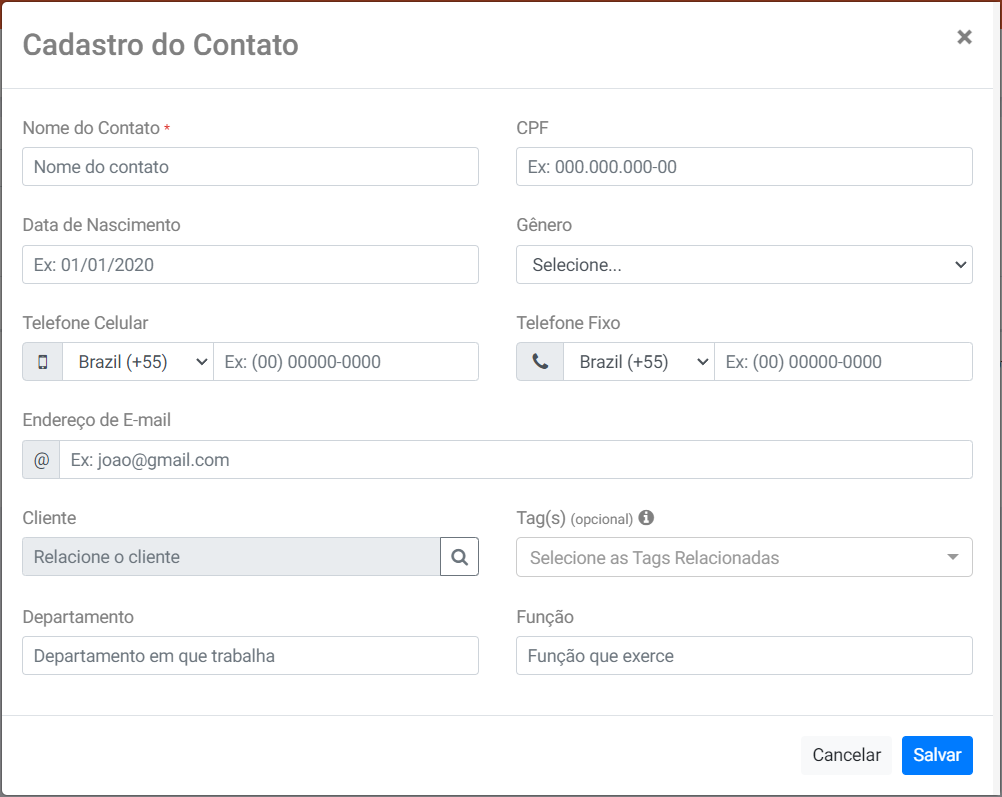 Cadastro do Contato ×
Nome do Contato * CPF
Nome do contato Ex: 000.000.000-00
Data de Nascimento Gênero
Ex: 01/01/2020 Selecione...
Telefone Celular Telefone Fixo
Brazil (+55) Ex: (00) 00000-0000 Brazil (+55) Ex: (00) 00000-0000
Endereço de E-mail
@ Ex: joao@gmail.com
Cliente Tag(s) (opcional)
Relacione o cliente Selecione as Tags Relacionadas
Departamento Função
Departamento em que trabalha Função que exerce
Cancelar Salvar